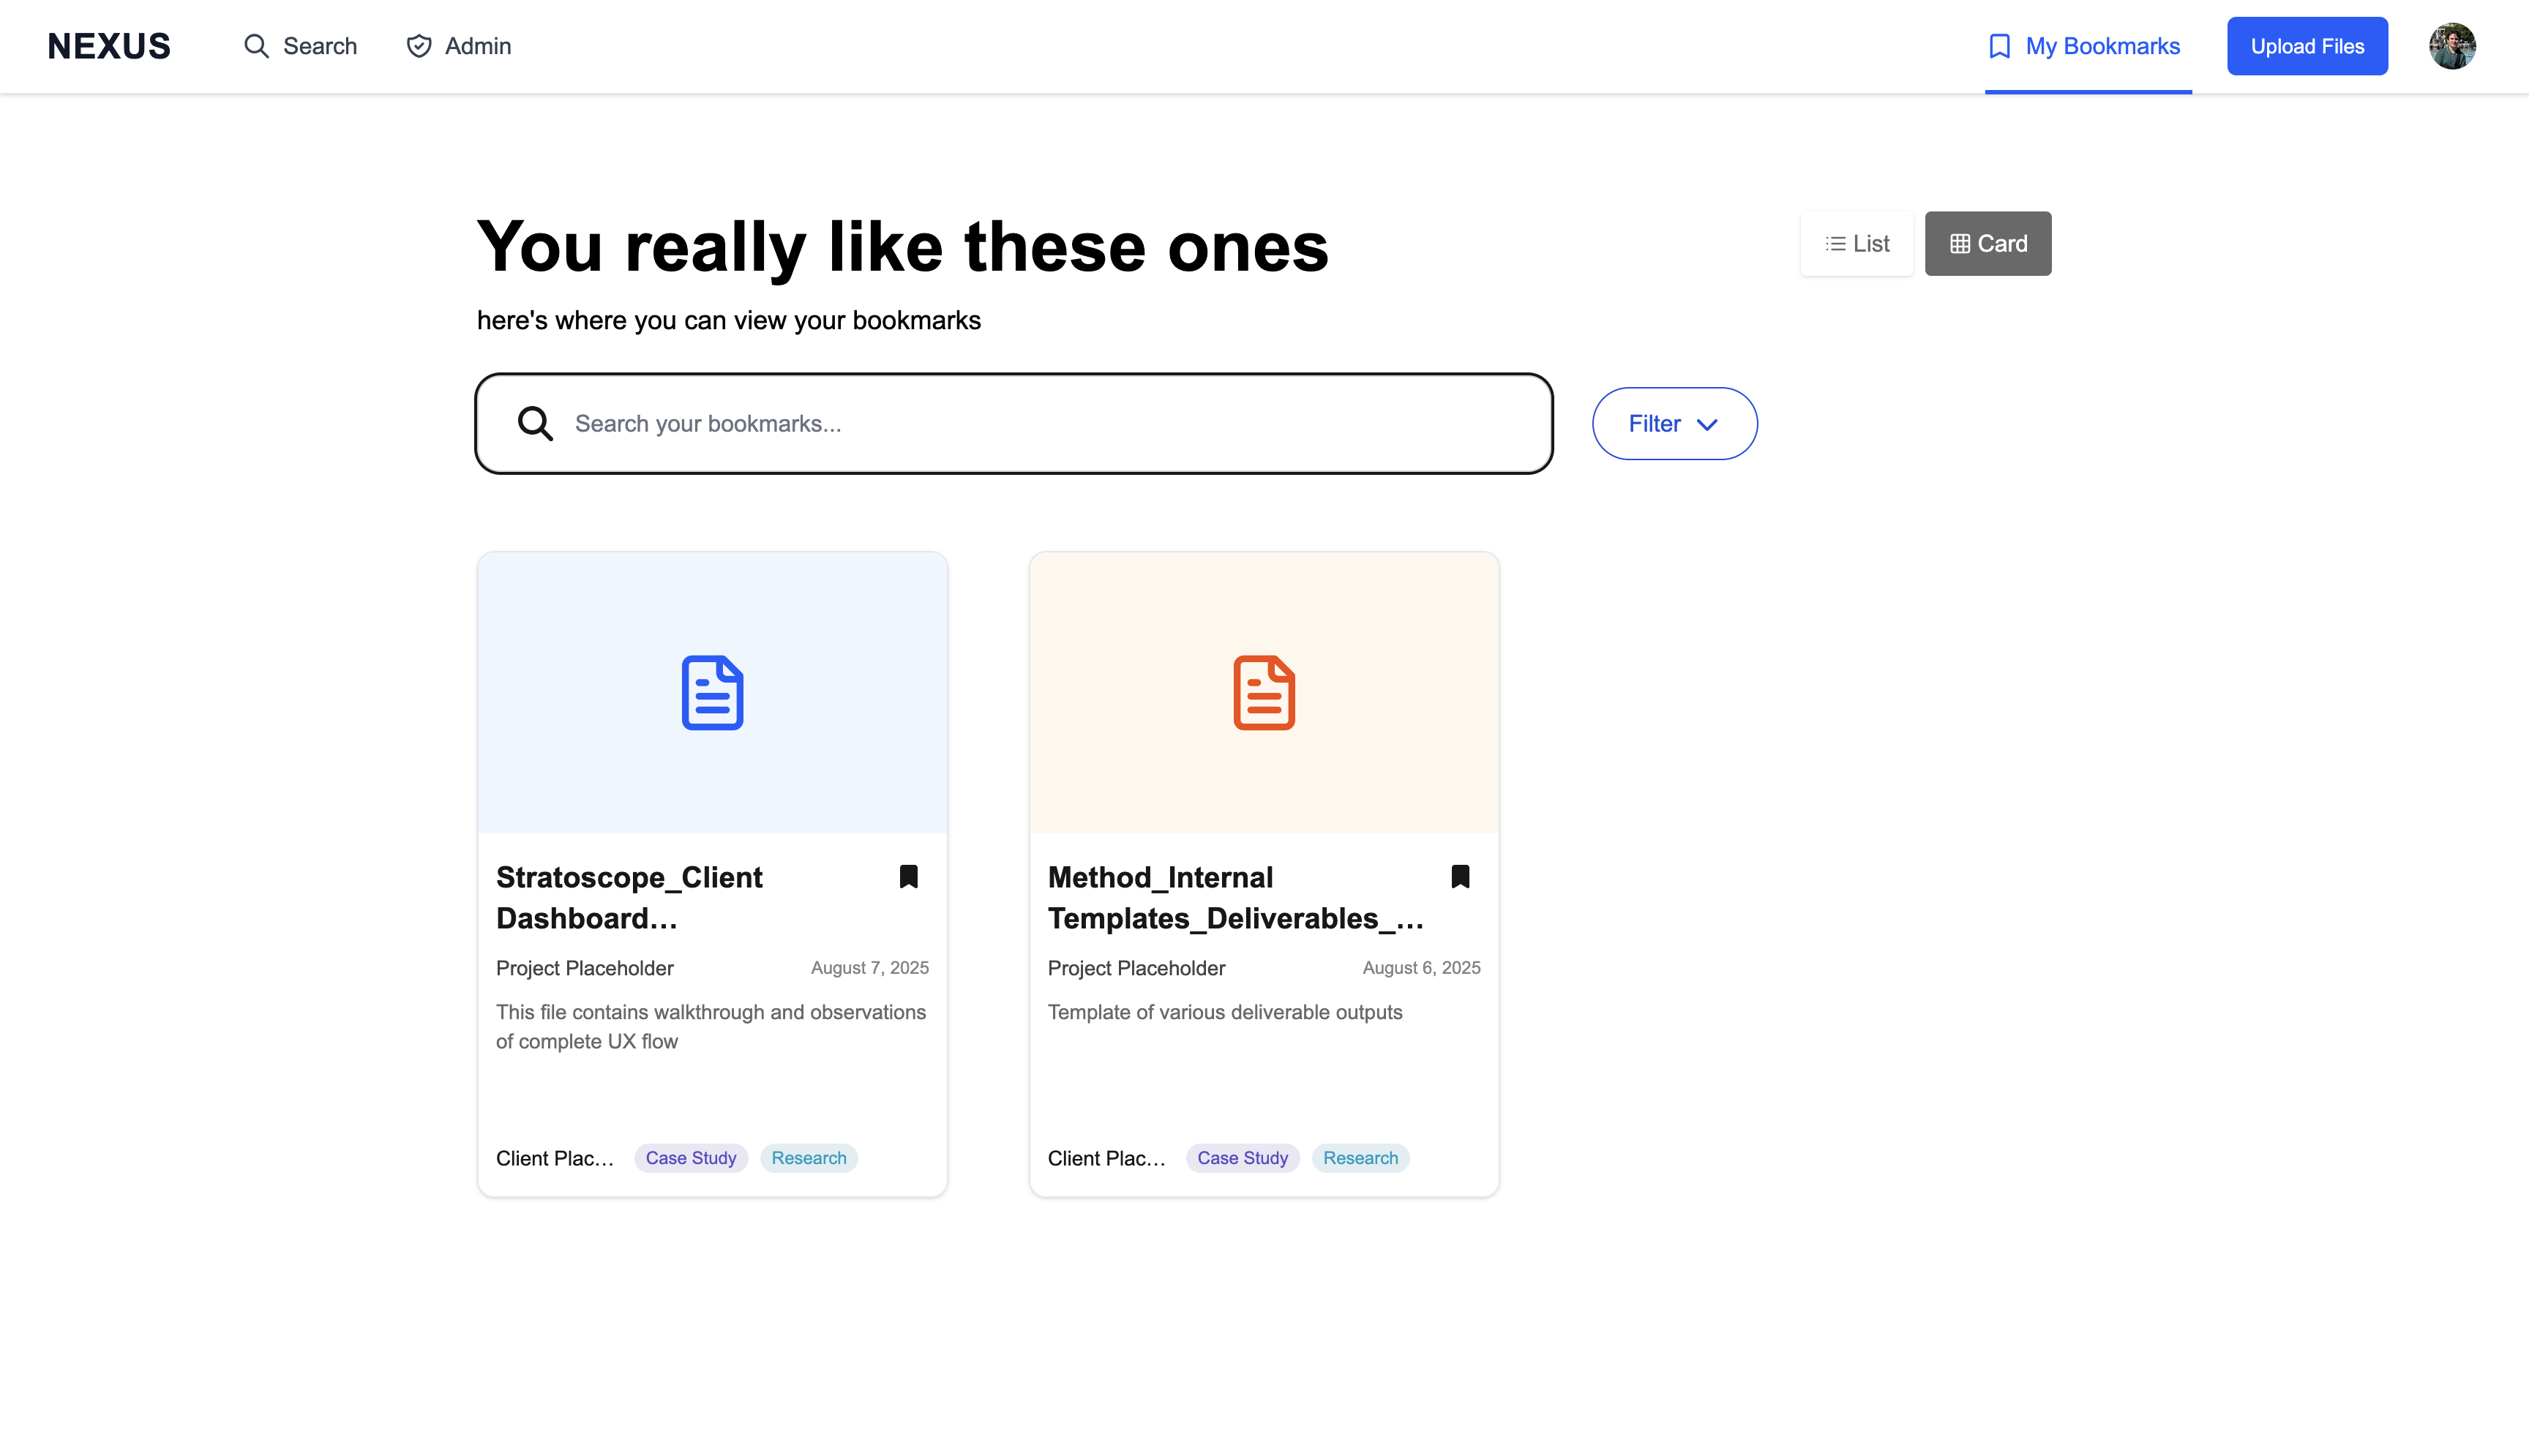 NEXUS
Search
Admin
My Bookmarks
Upload Files
You really like these ones
List
Card
here's where you can view your bookmarks
Search your bookmarks...
Filter
Stratoscope_Client
Dashboard...
Project Placeholder
August 7, 2025
This file contains walkthrough and observations
of complete UX flow
Client Plac...
Case Study
Research
Method_Internal
Templates_Deliverables_...
Project Placeholder
August 6, 2025
Template of various deliverable outputs
Client Plac...
Case Study
Research